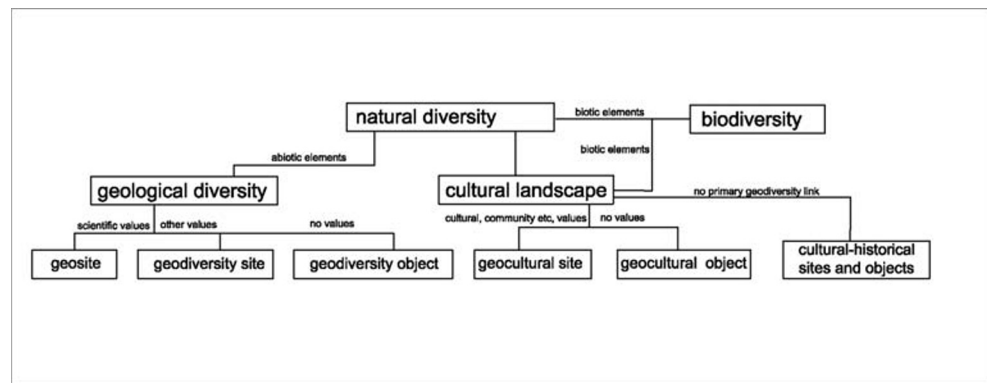 natural diversity
biotic elements
biodiversity
biotic elements
abiotic elements
geological diversity
cultural landscape
no primary geodiversity link
scientific values
other values
no values
cultural, community etc, values
no values
geosite
geodiversity site
geodiversity object
geocultural site
geocultural object
cultural-historical
sites and objects